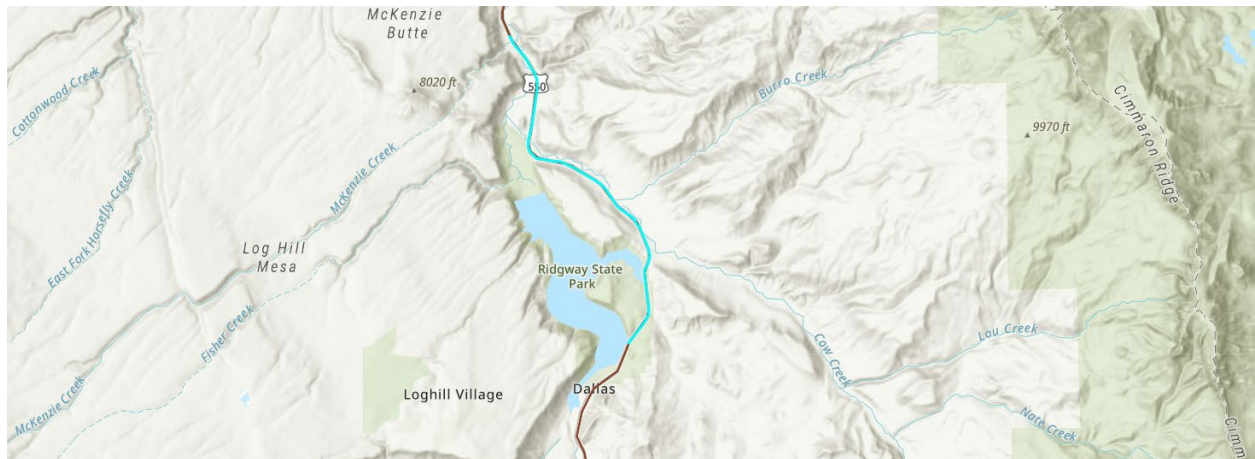 McKenzie
Butte
Cottonwood Creek
8020 ft
550
Burro Creek
9970 ft
Cimmaron Ridge
McKenzie Creek
East Fork Horsefly Creek
Log Hill
Mesa
Ridgway State
Park
Fisher Creek
Cow Creek
Lou Creek
McKenzie Creek
Loghill Village
Dallas
Nate Creek
Cimm